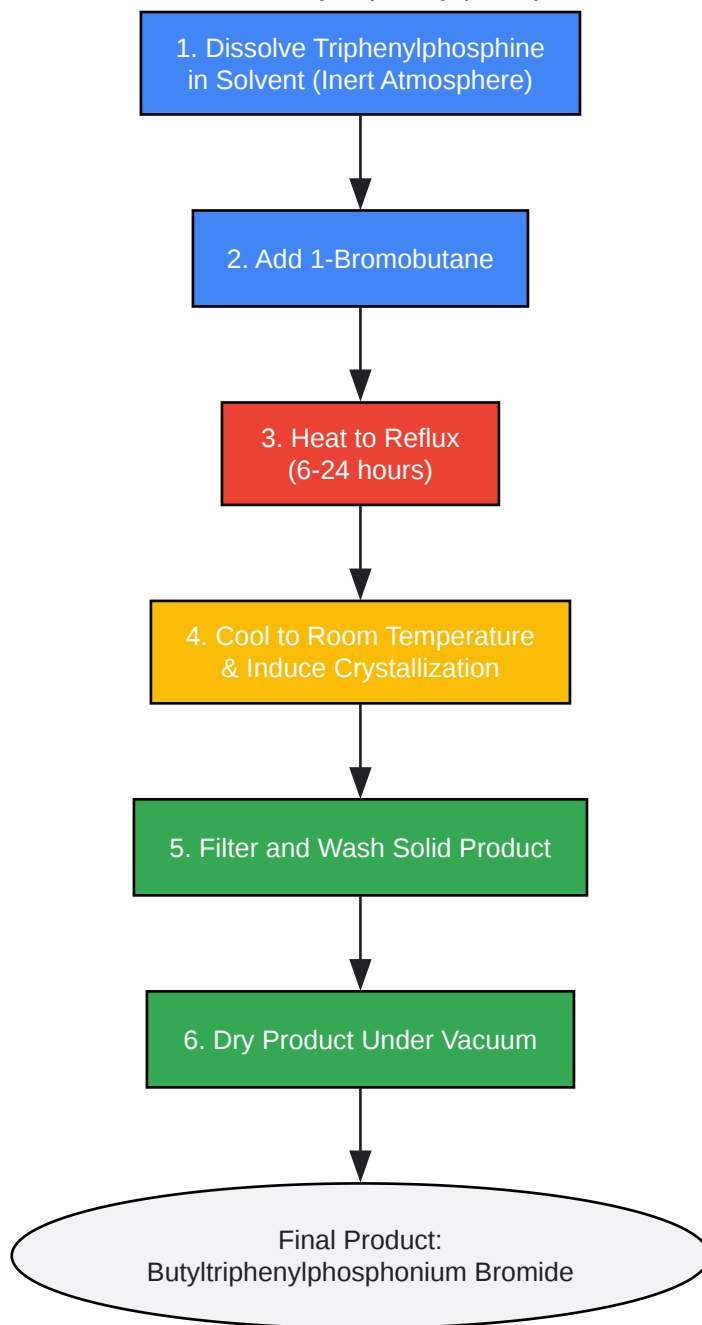 1. Dissolve Triphenylphosphine
in Solvent (Inert Atmosphere)
2. Add 1-Bromobutane
3. Heat to Reflux
(6-24 hours)
4. Cool to Room Temperature
& Induce Crystallization
5. Filter and Wash Solid Product
6. Dry Product Under Vacuum
Final Product:
Butyltriphenylphosphonium Bromide